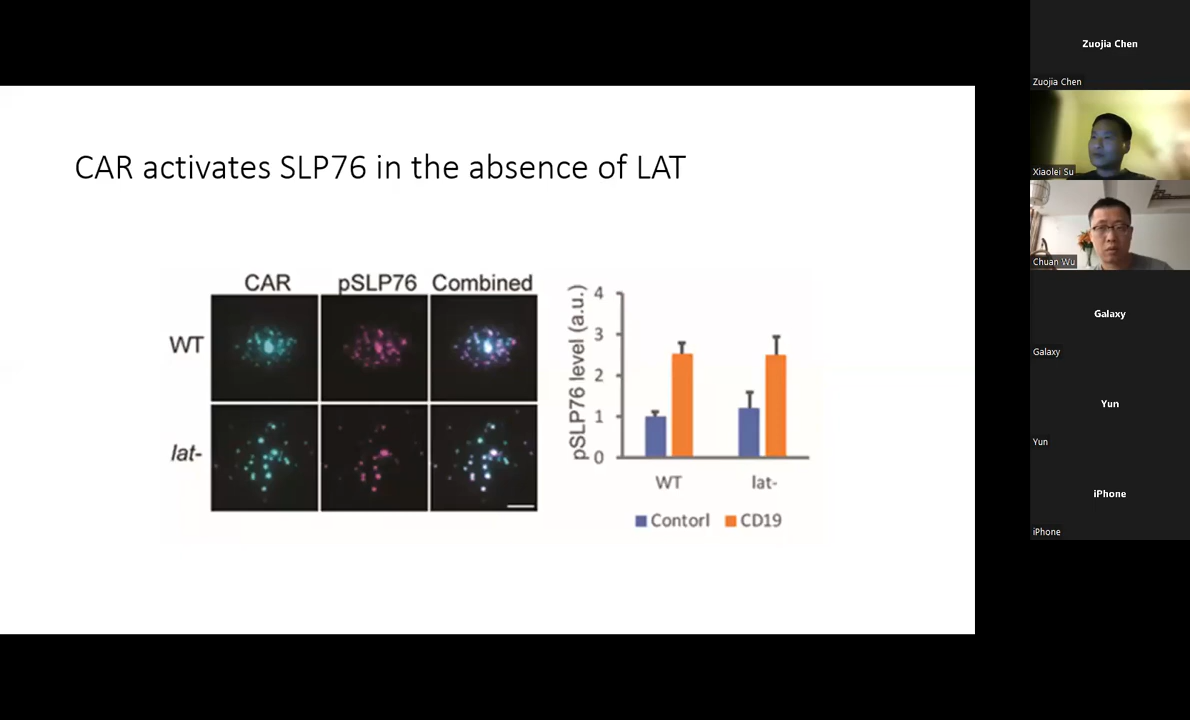 CAR activates SLP76 in the absence of LAT
CAR pSLP76 Combined
WT
lat-
pSLP76 level (a.u.)
4
3
2
1
0
WT lat-
Contorl CD19
Zuojia Chen
Zuojia Chen
Xiaolei Su
Chuan Wu
Galaxy
Galaxy
Yun
Yun
iPhone
iPhone